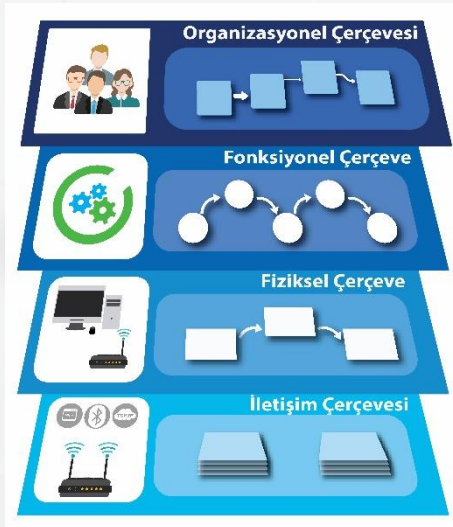 Organizasyonel Çerçevesi
Fonksiyonel Çerçeve
Fiziksel Çerçeve
İletişim Çerçevesi